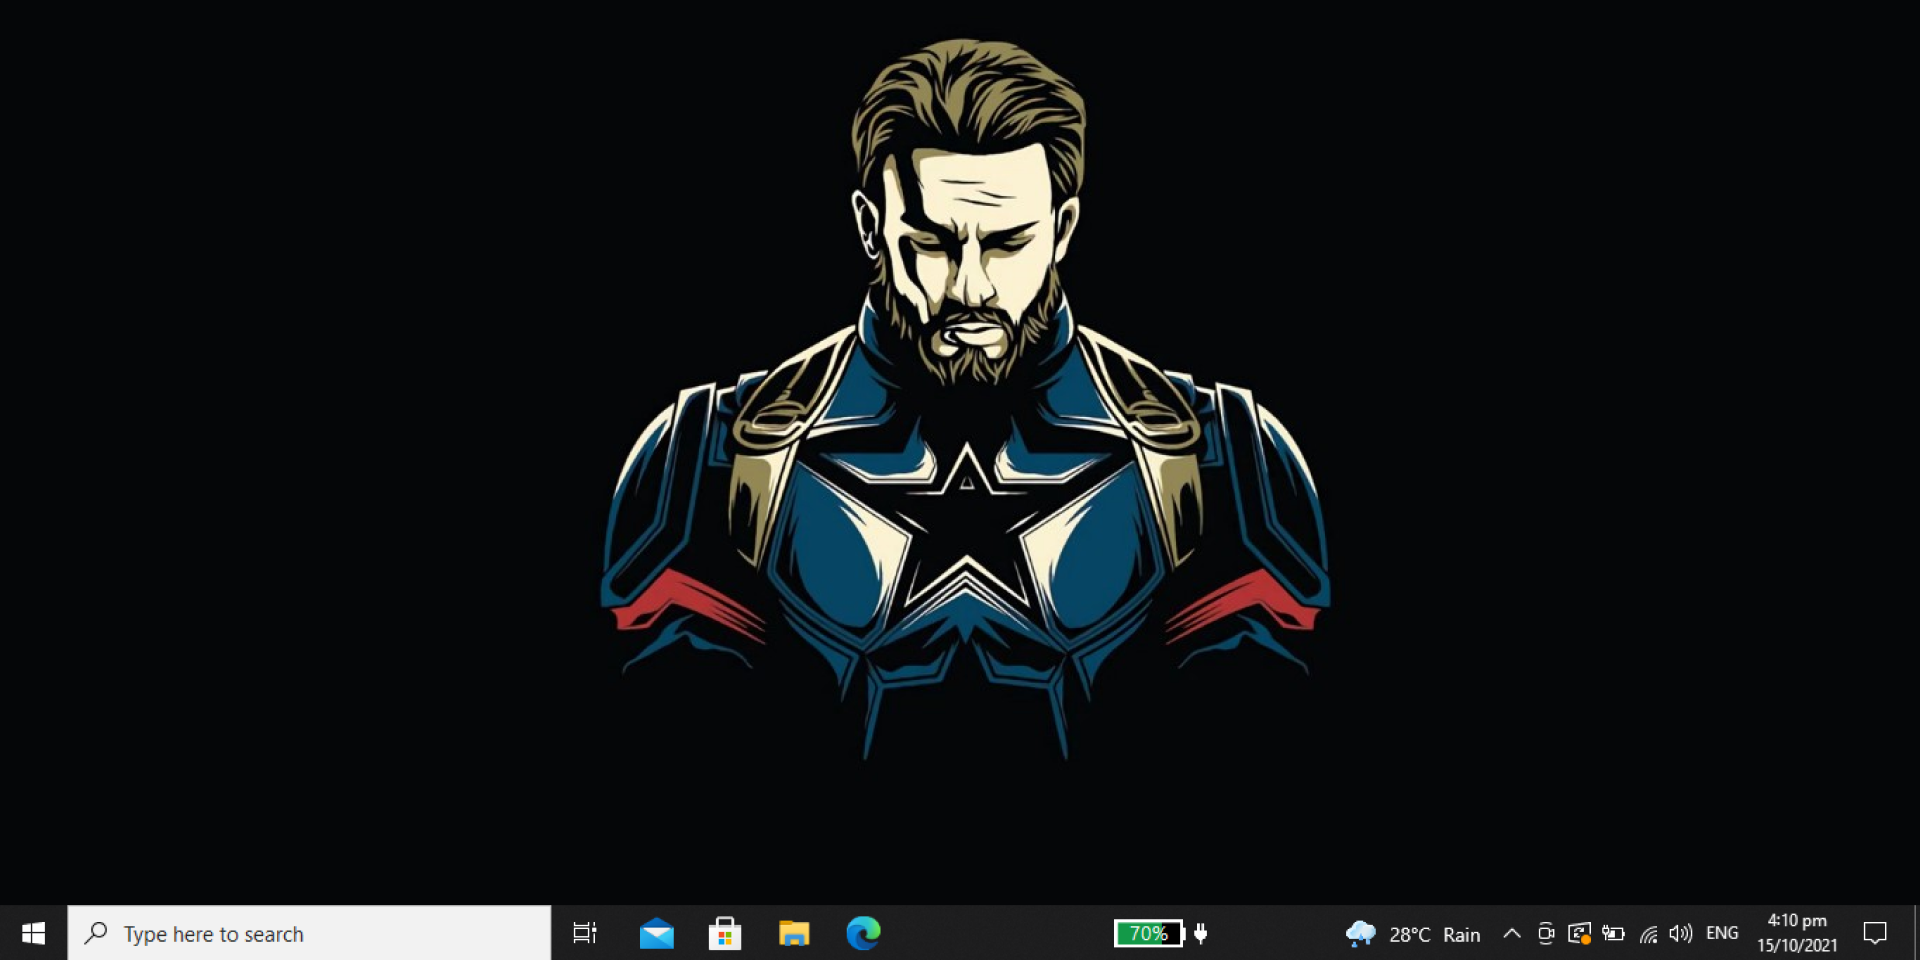 Type here to search
70%
28°C Rain
ENG
4:10 pm
15/10/2021